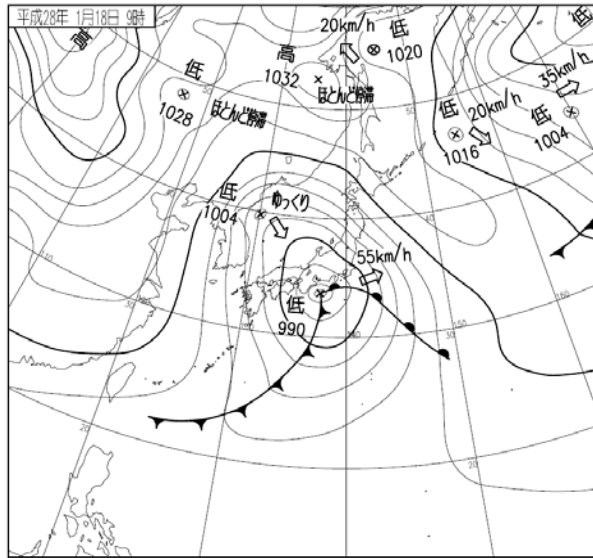 平成28年 1月18日 9時
高
低
1028
ほとんど停滞
高
1032
ほとんど停滞
20km/h
低
1020
低
20km/h
1016
低
35km/h
低
1004
低
1004
ゆっくり
55km/h
低
990